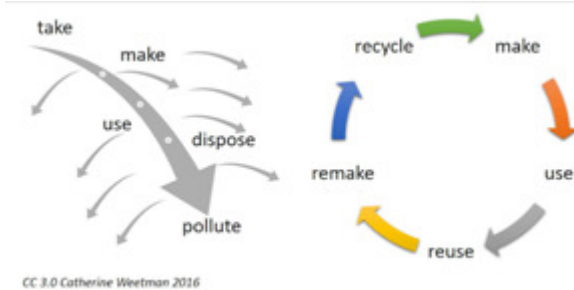 take
make
use
dispose
pollute
recycle
make
use
reuse
remake
CC 3.0 Catherine Weetman 2016